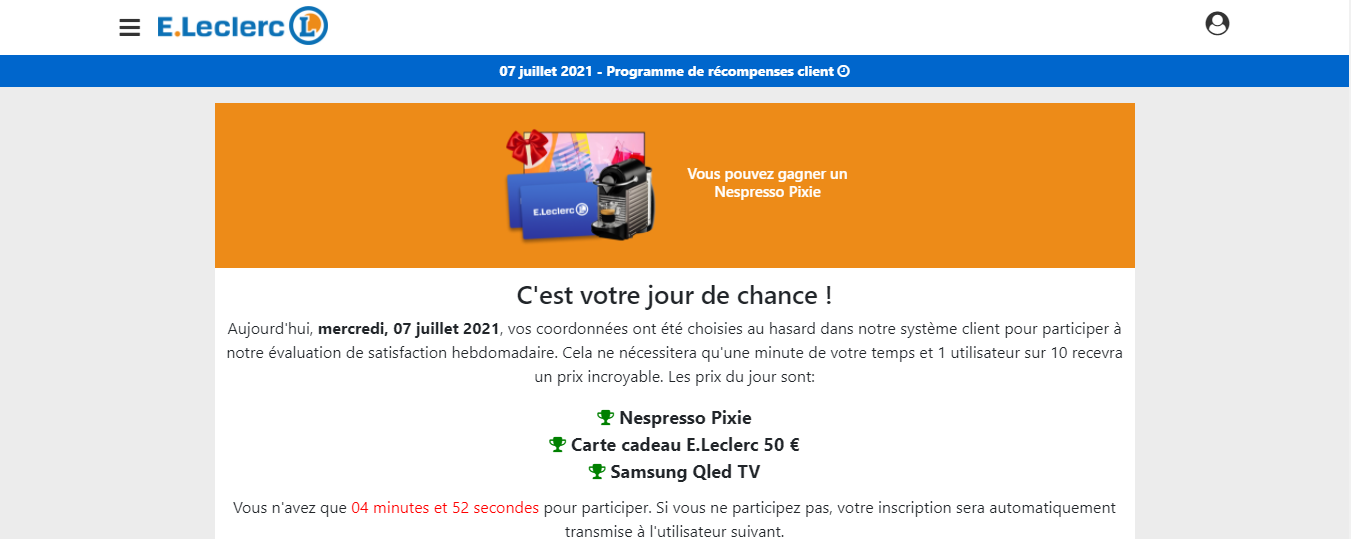 E.Leclerc L
07 juillet 2021 - Programme de récompenses client
E.Leclerc L
Vous pouvez gagner un
Nespresso Pixie
C'est votre jour de chance !
Aujourd'hui, mercredi, 07 juillet 2021, vos coordonnées ont été choisies au hasard dans notre système client pour participer à
notre évaluation de satisfaction hebdomadaire. Cela ne nécessitera qu'une minute de votre temps et 1 utilisateur sur 10 recevra
un prix incroyable. Les prix du jour sont:
Nespresso Pixie
Carte cadeau E.Leclerc 50 €
Samsung Qled TV
Vous n'avez que 04 minutes et 52 secondes pour participer. Si vous ne participez pas, votre inscription sera automatiquement
transmise à l'utilisateur suivant.